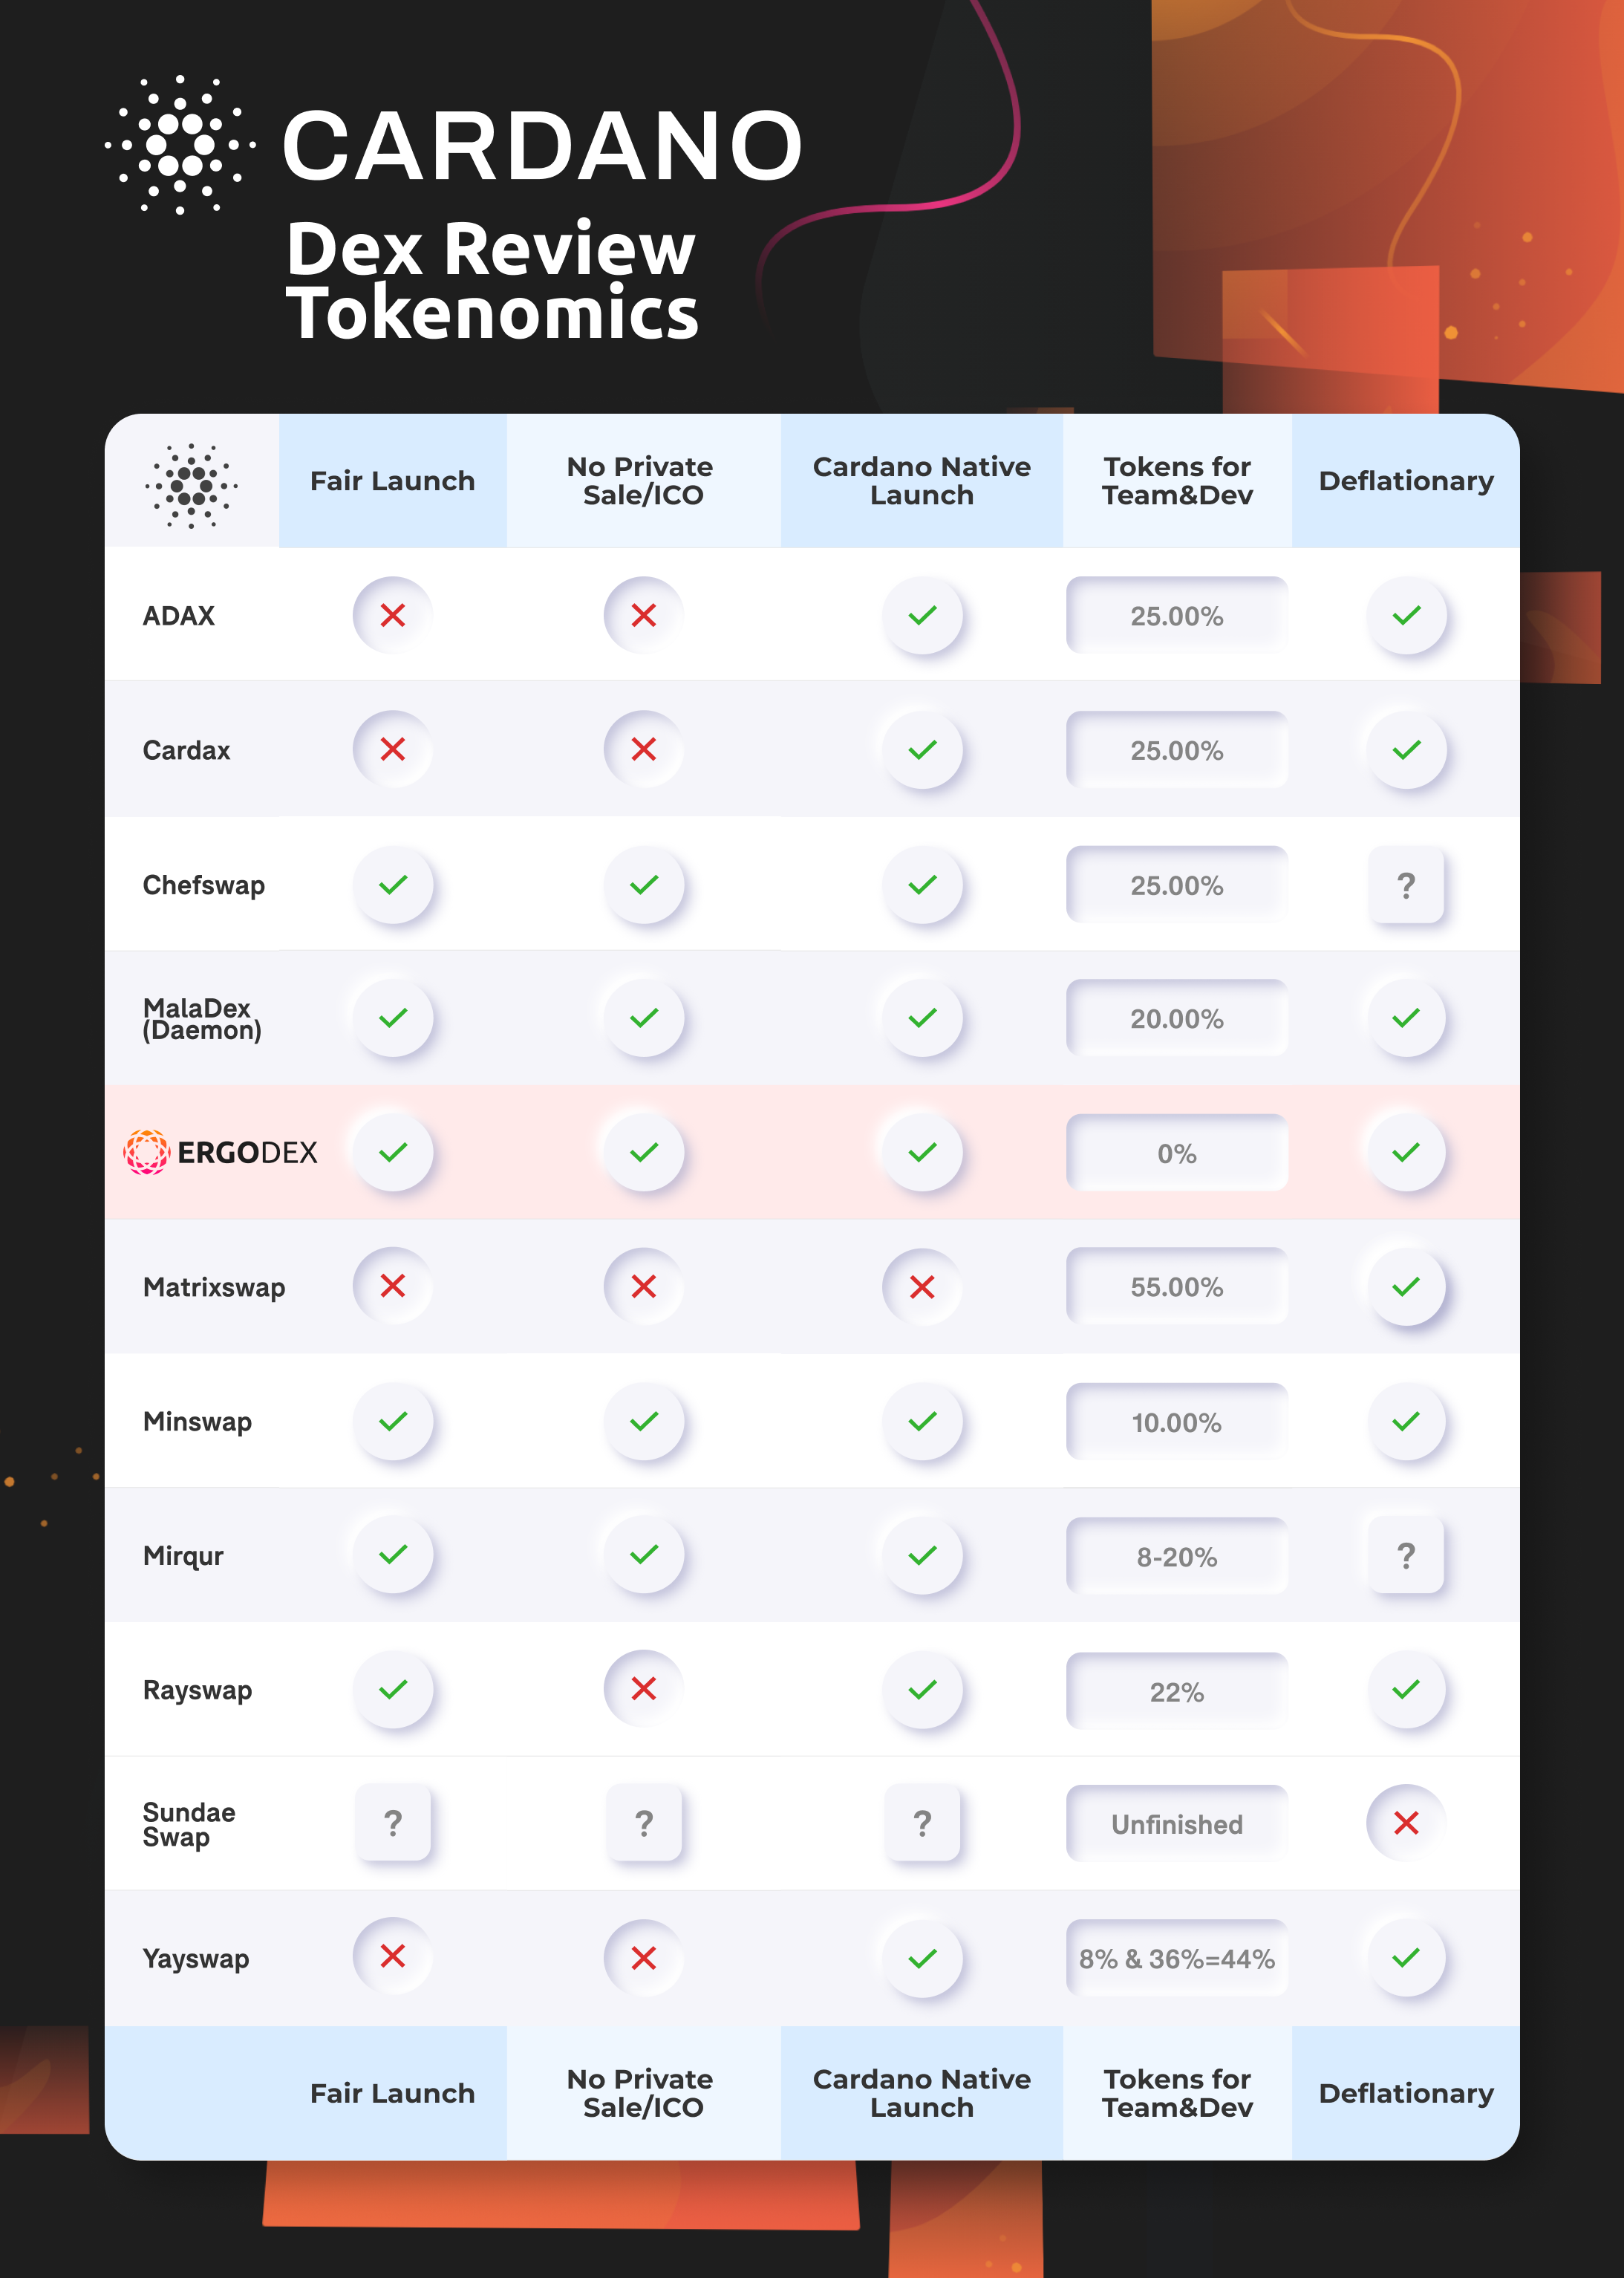 CARDANO
Dex Review
Tokenomics
Fair Launch
No Private
Sale/ICO
Cardano Native
Launch
Tokens for
Team&Dev
Deflationary
ADAX
25.00%
Cardax
25.00%
Chefswap
25.00%
?
MalaDex
(Daemon)
20.00%
ERGODEX
0%
Matrixswap
55.00%
Minswap
10.00%
Mirqur
8-20%
?
Rayswap
22%
Sundae
Swap
?
?
?
Unfinished
Yayswap
8% & 36%=44%
Fair Launch
No Private
Sale/ICO
Cardano Native
Launch
Tokens for
Team&Dev
Deflationary